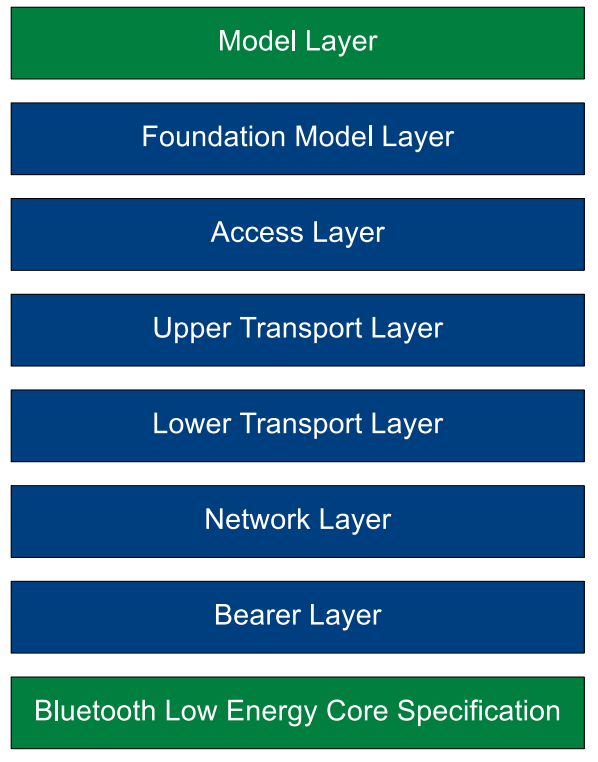 Model Layer
Foundation Model Layer
Access Layer
Upper Transport Layer
Lower Transport Layer
Network Layer
Bearer Layer
Bluetooth Low Energy Core Specification